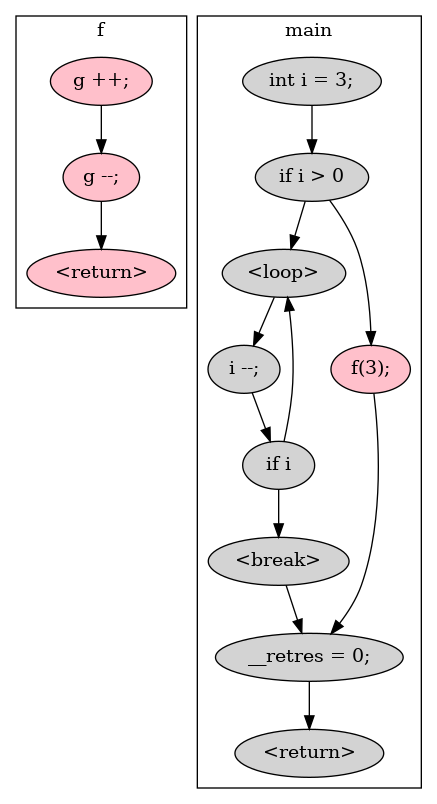 f
g ++;
g --;
<return>
main
int i = 3;
if i > 0
<loop>
i --;
f(3);
if i
<break>
__retres = 0;
<return>